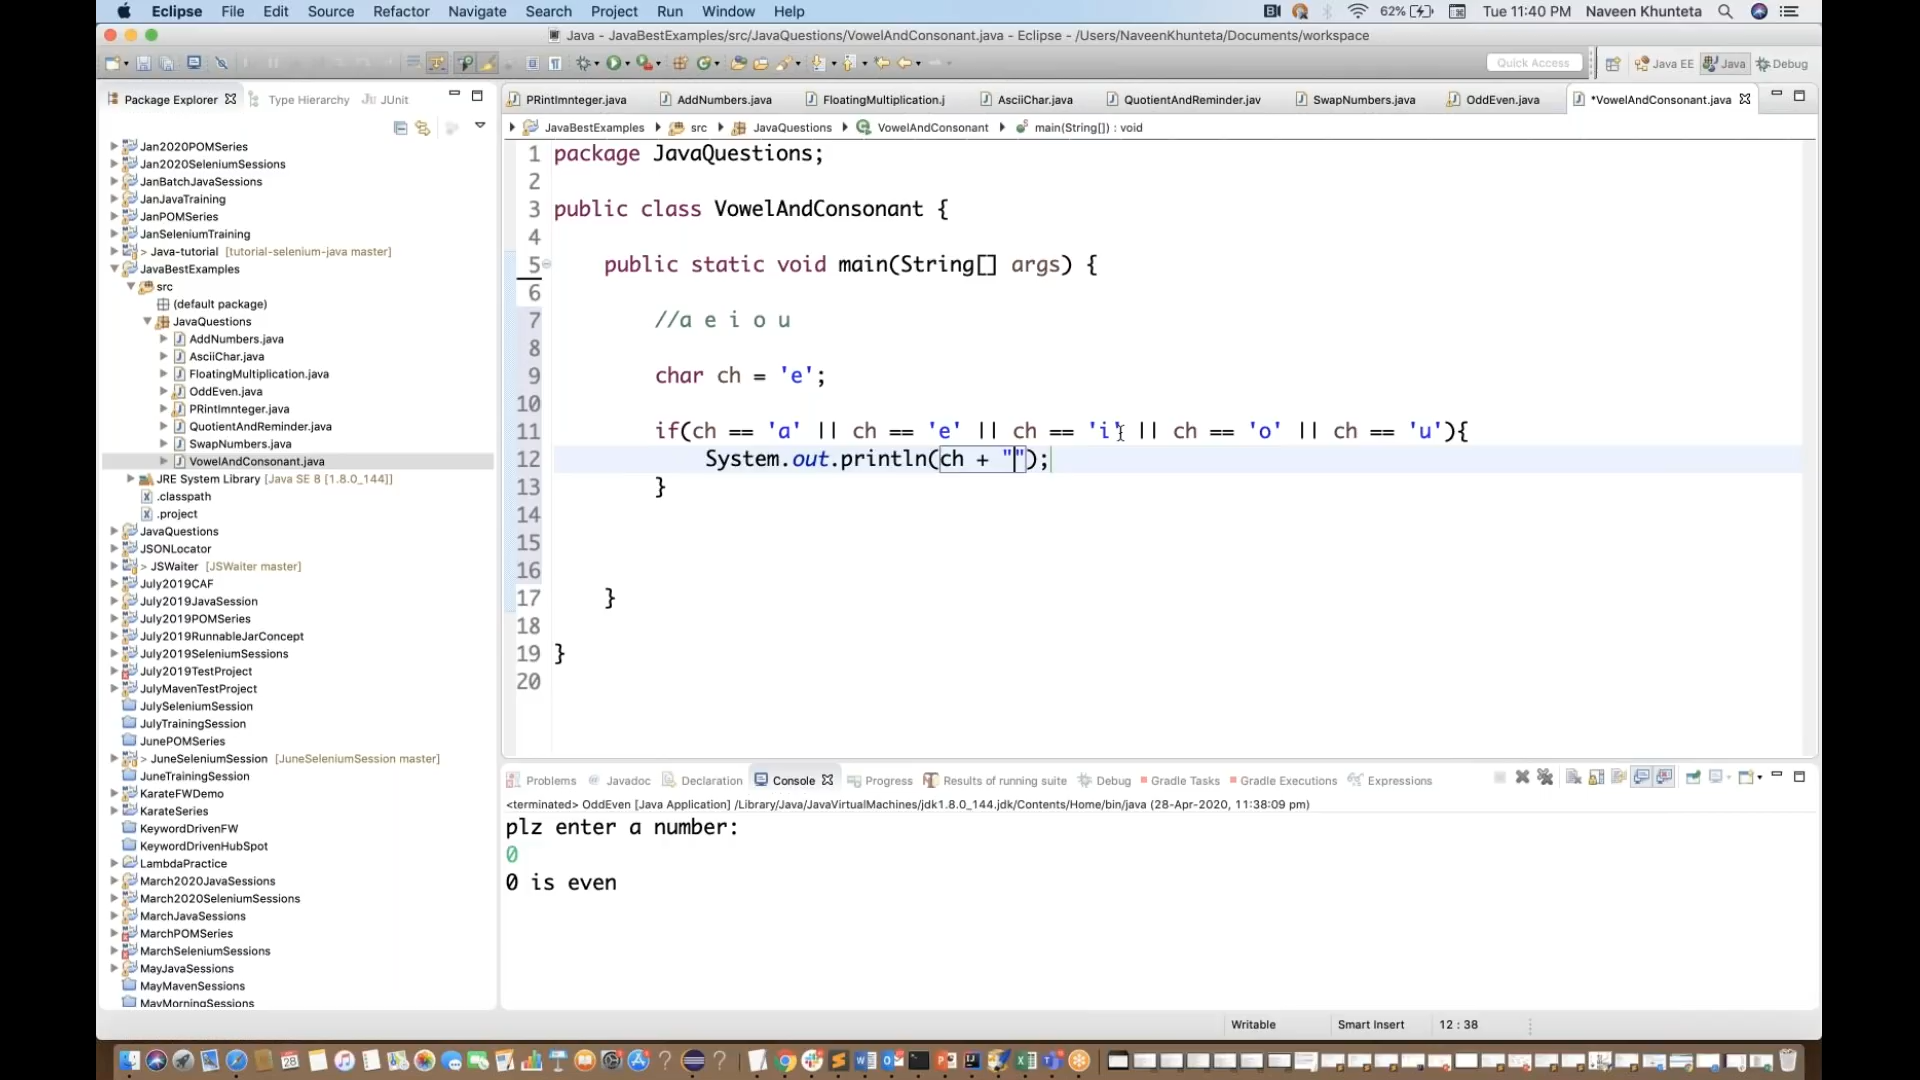 Eclipse File Edit Source Refactor Navigate Search Project Run Window Help 62% Tue 11:40 PM Naveen Khunteta
Java - JavaBestExamples/src/JavaQuestions/VowelAndConsonant.java - Eclipse - /Users/NaveenKhunteta/Documents/workspace
Quick Access Java EE Java Debug
Package Explorer Type Hierarchy JUnit
Jan2020POMSeries
Jan2020SeleniumSessions
JanBatchJavaSessions
JanJavaTraining
JanPOMSeries
JanSeleniumTraining
> Java-tutorial [tutorial-selenium-java master]
JavaBestExamples
src
(default package)
JavaQuestions
AddNumbers.java
AsciiChar.java
FloatingMultiplication.java
OddEven.java
PRintImnteger.java
QuotientAndReminder.java
SwapNumbers.java
VowelAndConsonant.java
JRE System Library [Java SE 8 [1.8.0_144]]
.classpath
.project
JavaQuestions
JSONLocator
> JSWaiter [JSWaiter master]
July2019CAF
July2019JavaSession
July2019POMSeries
July2019RunnableJarConcept
July2019SeleniumSessions
July2019TestProject
JulyMavenTestProject
JulySeleniumSession
JulyTrainingSession
JunePOMSeries
> JuneSeleniumSession [JuneSeleniumSession master]
JuneTrainingSession
KarateFWDemo
KarateSeries
KeywordDrivenFW
KeywordDrivenHubSpot
LambdaPractice
March2020JavaSessions
March2020SeleniumSessions
MarchJavaSessions
MarchPOMSeries
MarchSeleniumSessions
MayJavaSessions
MayMavenSessions
MayMorningSessions
PRintImnteger.java AddNumbers.java FloatingMultiplication.j AsciiChar.java QuotientAndReminder.jav SwapNumbers.java OddEven.java *VowelAndConsonant.java
JavaBestExamples src JavaQuestions VowelAndConsonant main(String[]) : void
1 package JavaQuestions;
2
3 public class VowelAndConsonant {
4
5 public static void main(String[] args) {
6
7 //a e i o u
8
9 char ch = 'e';
10
11 if(ch == 'a' || ch == 'e' || ch == 'i' || ch == 'o' || ch == 'u'){
12 System.out.println(ch + "");
13 }
14
15
16
17 }
18
19 }
20
Problems Javadoc Declaration Console Progress Results of running suite Debug Gradle Tasks Gradle Executions Expressions
<terminated> OddEven [Java Application] /Library/Java/JavaVirtualMachines/jdk1.8.0_144.jdk/Contents/Home/bin/java (28-Apr-2020, 11:38:09 pm)
plz enter a number:
0
0 is even
Writable Smart Insert 12 : 38